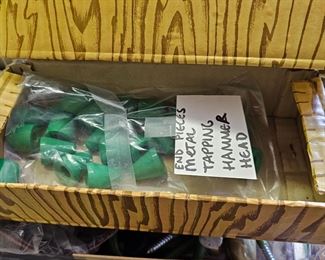 END PIECES
METAL
TAPPING
HAMMER
HEAD